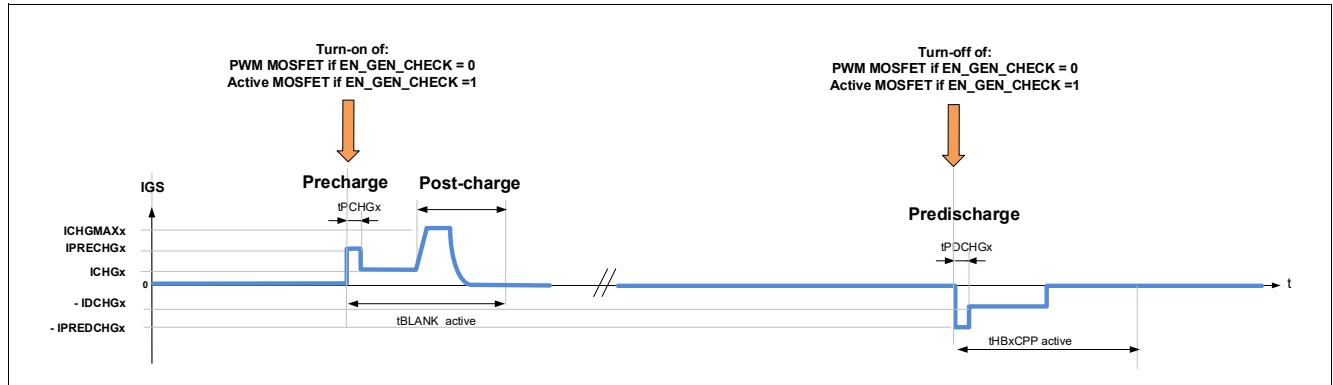 Turn-on of:
PWM MOSFET if EN_GEN_CHECK = 0
Active MOSFET if EN_GEN_CHECK =1
Turn-off of:
PWM MOSFET if EN_GEN_CHECK = 0
Active MOSFET if EN_GEN_CHECK =1
IGS
Precharge
Post-charge
Predischarge
tPCHGx
tPDCHGx
ICHGMAXx
IPRECHGx
ICHGx
0
t
- IDCHGx
- IPREDCHGx
tBLANK active
tHBxCPP active